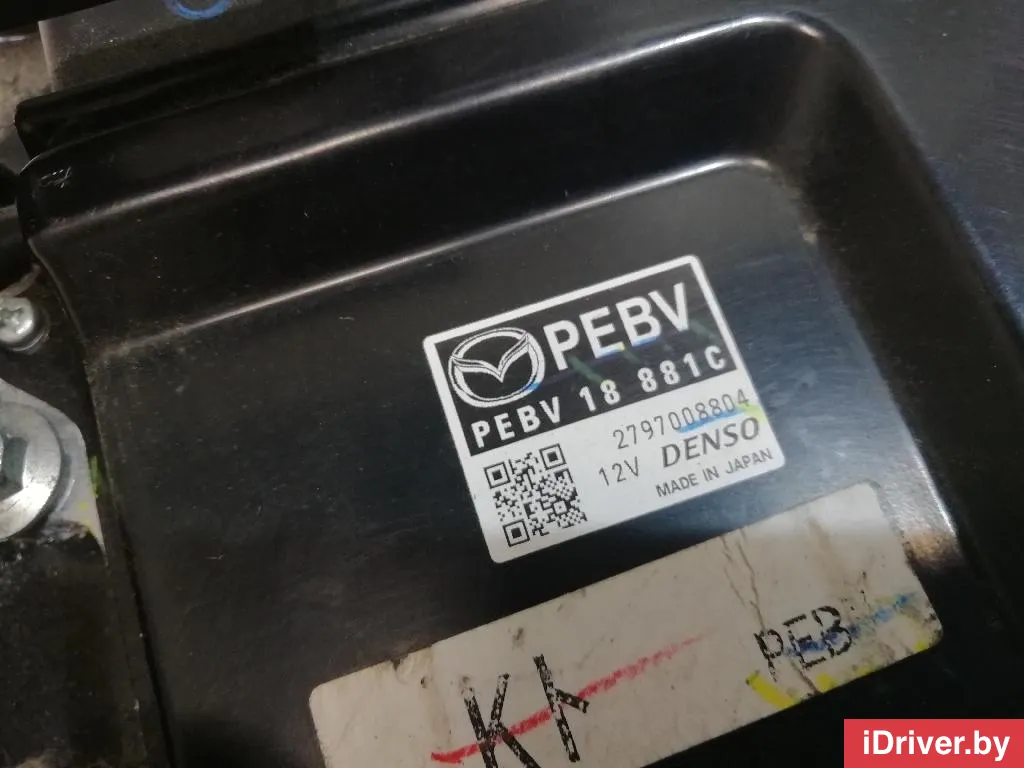 PEBV
PEBV 18 881C
2797008804
12V DENSO
MADE IN JAPAN
PEB
iDriver.by